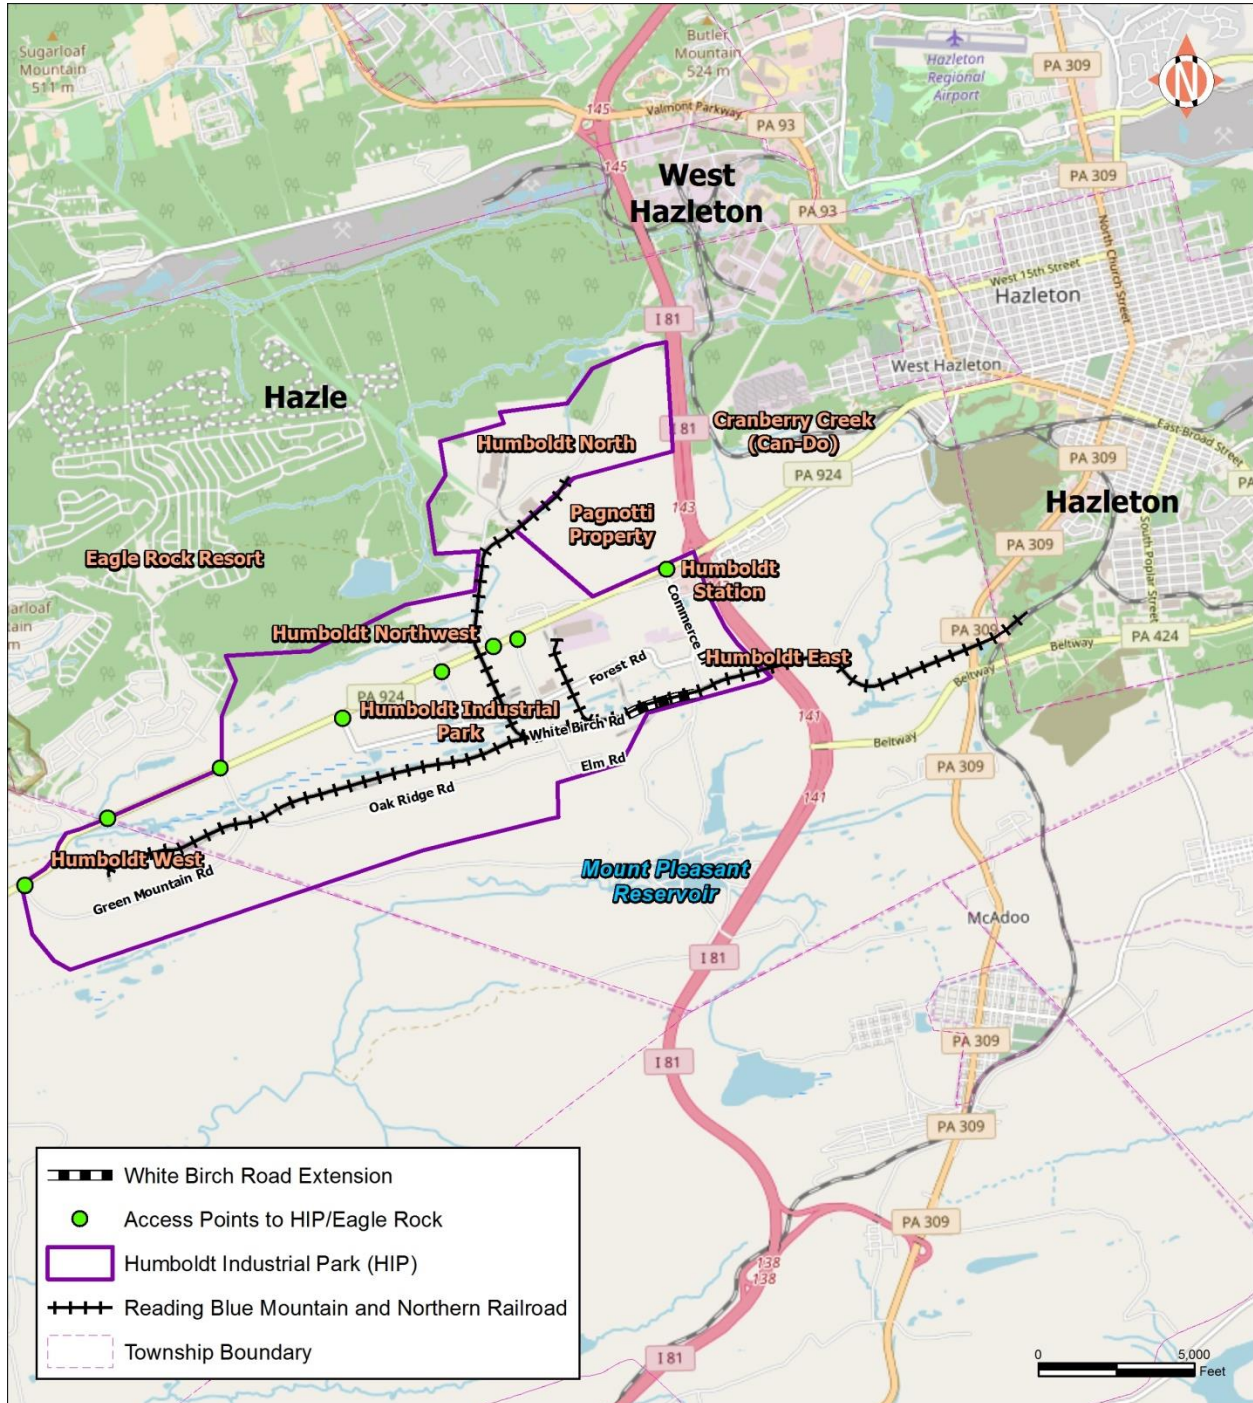 Sugarloaf
Mountain
511 m
Butler
Mountain
524 m
Hazleton
Regional
Airport
PA 309
N
145
Valmont Parkway
PA 93
145
West
Hazleton
PA 309
PA 93
North Church Street
West 15th Street
Hazleton
I 81
West Hazleton
Hazle
I 81
Cranberry Creek
(Can-Do)
East Broad Street
Humboldt North
PA 309
PA 924
Hazleton
143
Pagnotti
Property
South Poplar Street
PA 309
Eagle Rock Resort
Humboldt
Station
Commerce
Humboldt Northwest
PA 309
PA 424
Beltway
Humboldt East
Forest Rd
Beltway
PA 924
Humboldt Industrial
Park
White Birch Rd
141
Beltway
Elm Rd
PA 309
Oak Ridge Rd
141
Humboldt West
Green Mountain Rd
Mount Pleasant
Reservoir
McAdoo
I 81
PA 309
I 81
PA 309
PA 309
138
138
I 81
White Birch Road Extension
Access Points to HIP/Eagle Rock
Humboldt Industrial Park (HIP)
Reading Blue Mountain and Northern Railroad
Township Boundary
0 5,000
Feet